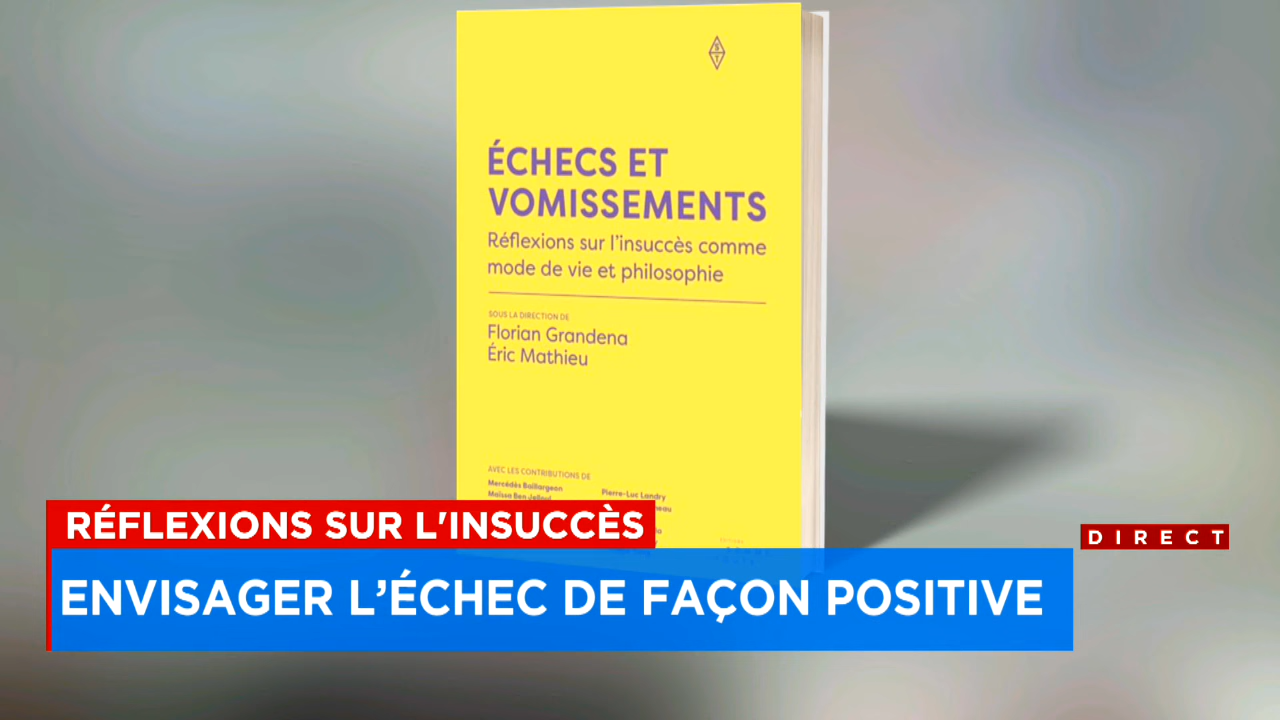 S
T
ÉCHECS ET
VOMISSEMENTS
Réflexions sur l'insuccès comme
mode de vie et philosophie
SOUS LA DIRECTION DE
Florian Grandena
Éric Mathieu
AVEC LES CONTRIBUTIONS DE
Mercédès Baillargeon
Pierre-Luc Landry
RÉFLEXIONS SUR L'INSUCCÈS
ENVISAGER L'ÉCHEC DE FAÇON POSITIVE
DIRECT